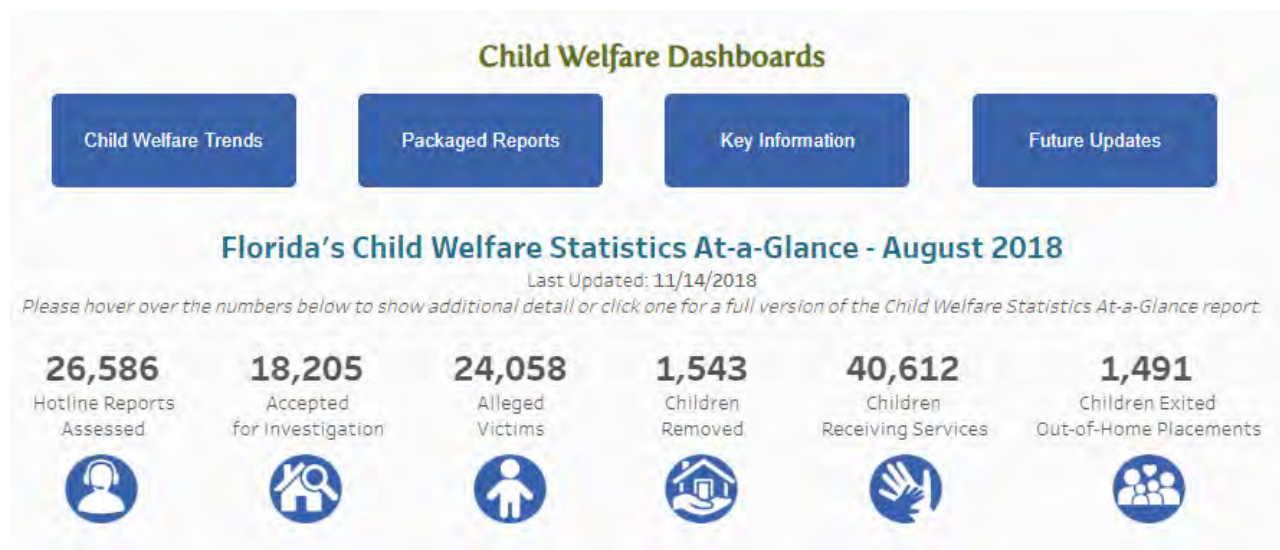 Child Welfare Dashboards
Child Welfare Trends
Packaged Reports
Key Information
Future Updates
Florida's Child Welfare Statistics At-a-Glance - August 2018
Last Updated: 11/14/2018
Please hover over the numbers below to show additional detail or click one for a full version of the Child Welfare Statistics At-a-Glance report.
26,586
Hotline Reports
Assessed
18,205
Accepted
for Investigation
24,058
Alleged
Victims
1,543
Children
Removed
40,612
Children
Receiving Services
1,491
Children Exited
Out-of-Home Placements